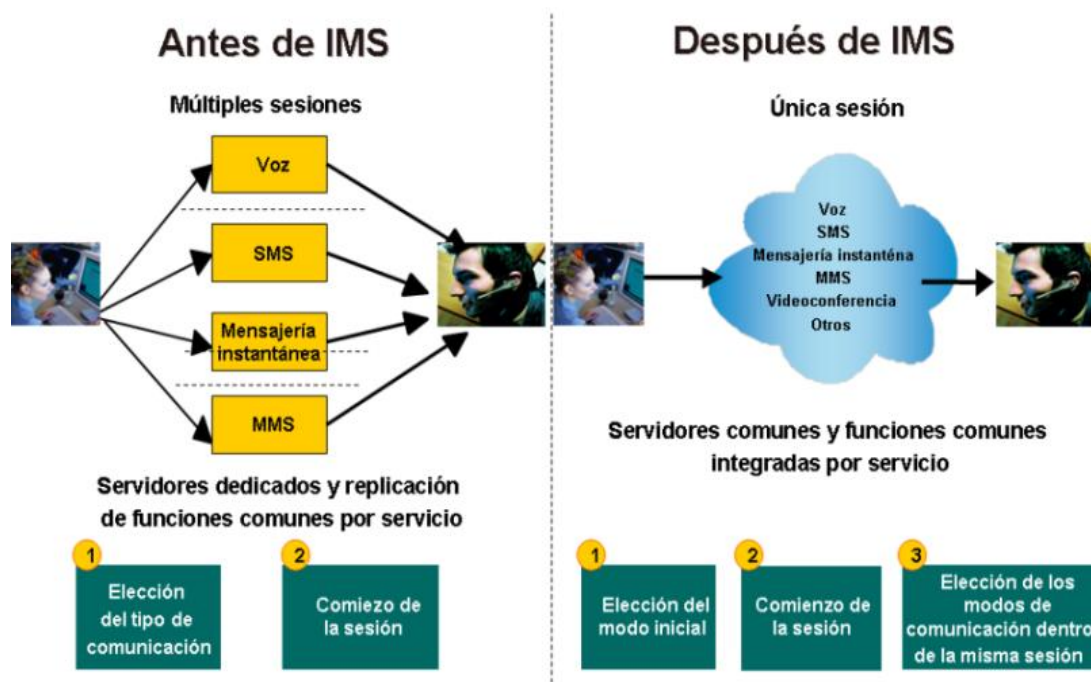 Antes de IMS
Múltiples sesiones
Voz
SMS
Mensajería
instantánea
MMS
Servidores dedicados y replicación
de funciones comunes por servicio
1
Elección
del tipo de
comunicación
2
Comiezo de
la sesión
Después de IMS
Única sesión
Voz
SMS
Mensajería instanténa
MMS
Videoconferencia
Otros
Servidores comunes y funciones comunes
integradas por servicio
1
Elección del
modo inicial
2
Comienzo de
la sesión
3
Elección de los
modos de
comunicación dentro
de la misma sesión